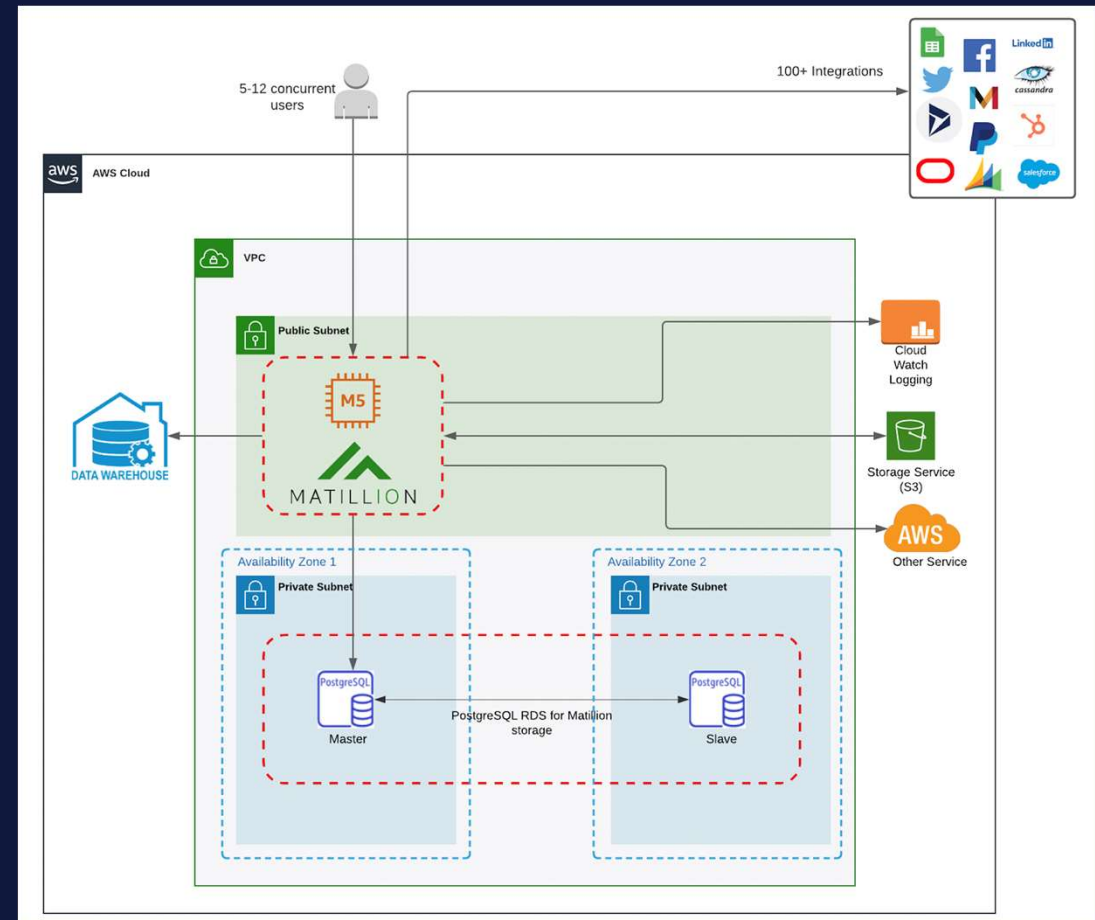 5-12 concurrent
users
100+ Integrations
LinkedIn
cassandra
salesforce
aws
AWS Cloud
VPC
Public Subnet
M5
MATILLION
DATA WAREHOUSE
Cloud
Watch
Logging
Storage Service
(S3)
AWS
Other Service
Availability Zone 1
Private Subnet
Availability Zone 2
Private Subnet
PostgreSQL
Master
PostgreSQL RDS for Matillion
storage
PostgreSQL
Slave